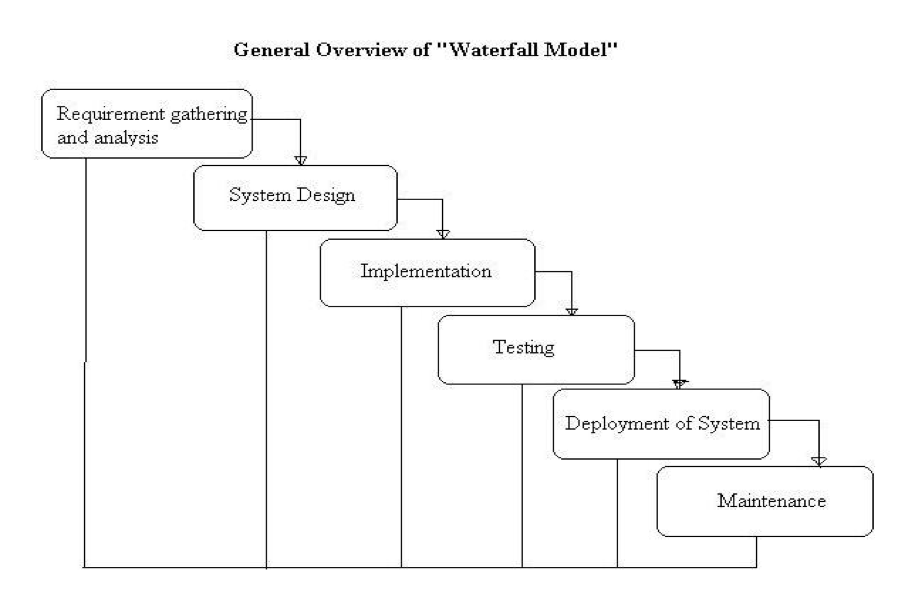 General Overview of "Waterfall Model"
Requirement gathering
and analysis
System Design
Implementation
Testing
Deployment of System
Maintenance